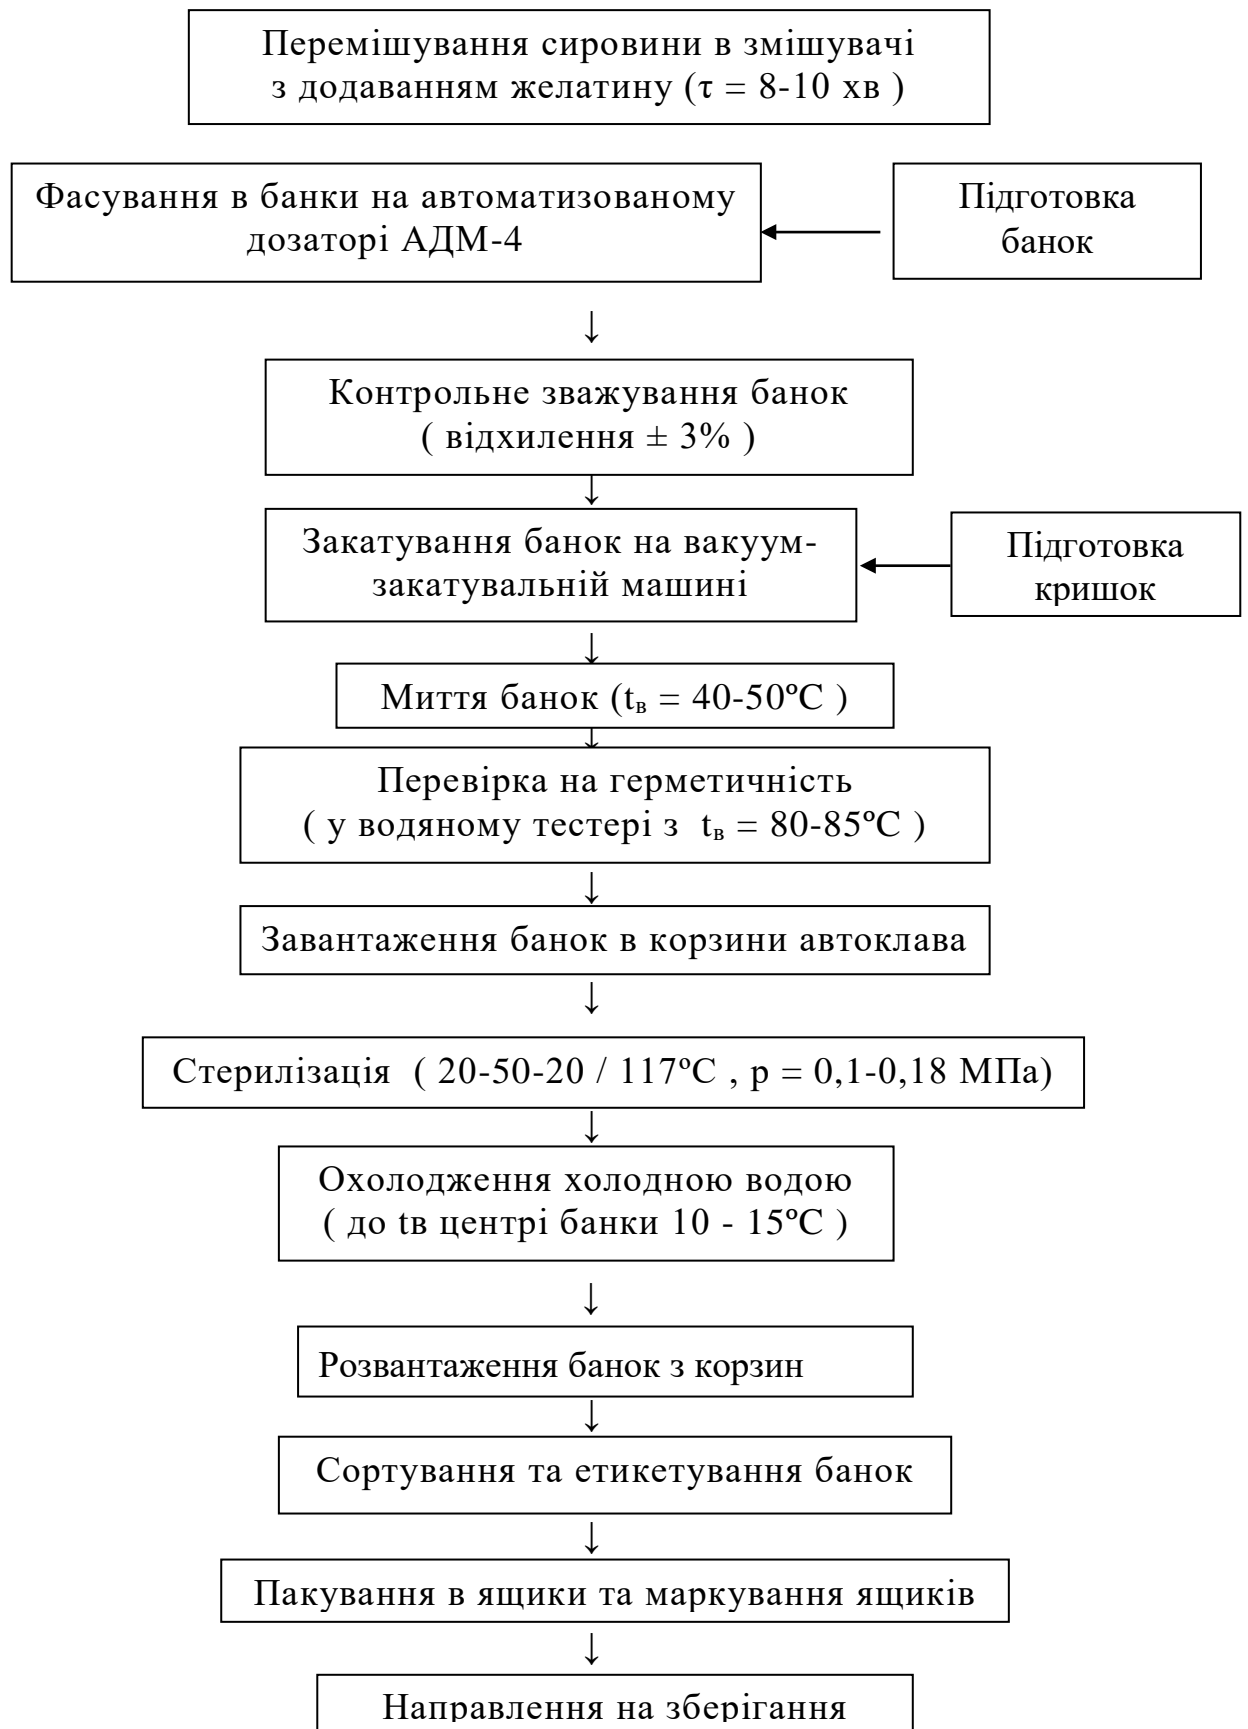 Перемішування сировини в змішувачі
з додаванням желатину (τ = 8-10 хв )
Фасування в банки на автоматизованому
дозаторі АДМ-4
Підготовка
банок
↓
Контрольне зважування банок
( відхилення ± 3% )
↓
Закатування банок на вакуум-
закатувальній машині
Підготовка
кришок
↓
Миття банок (tв = 40-50ºС )
↓
Перевірка на герметичність
( у водяному тестері з tв = 80-85ºС )
↓
Завантаження банок в корзини автоклава
↓
Стерилізація ( 20-50-20 / 117ºС , р = 0,1-0,18 МПа)
↓
Охолодження холодною водою
( до tв центрі банки 10 - 15ºС )
↓
Розвантаження банок з корзин
↓
Сортування та етикетування банок
↓
Пакування в ящики та маркування ящиків
↓
Направлення на зберігання